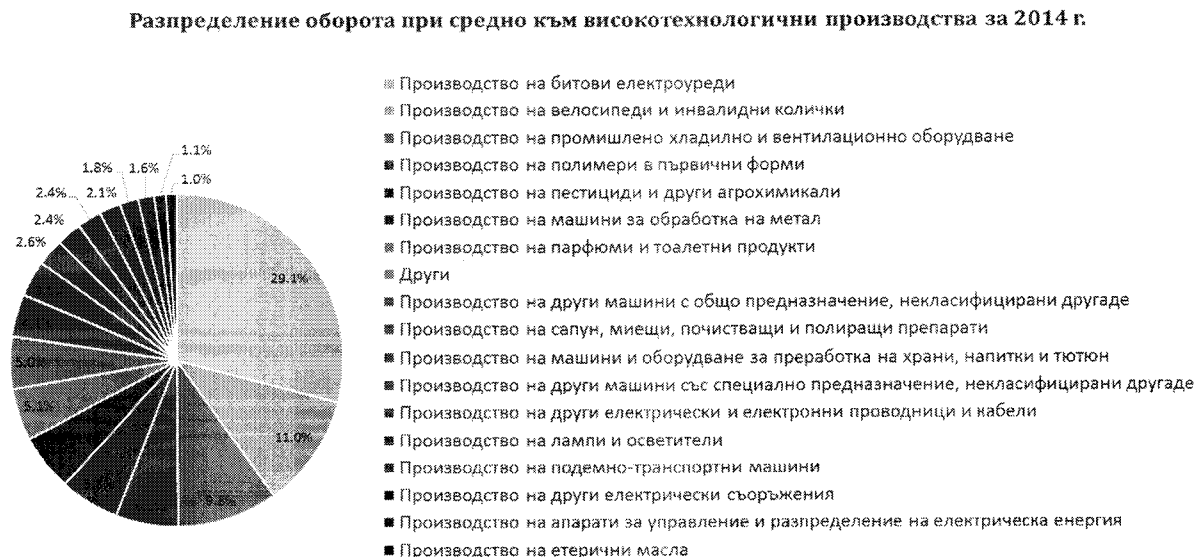 Разпределение оборота при средно към високотехнологични производства за 2014 г.
Производство на битови електроуреди
Производство на велосипеди и инвалидни колички
Производство на промишлено хладилно и вентилационно оборудване
Производство на полимери в първични форми
Производство на пестициди и други агрохимикали
Производство на машини за обработка на метал
Производство на парфюми и тоалетни продукти
Други
Производство на други машини с общо предназначение, некласифицирани другаде
Производство на сапун, миещи, почистващи и полиращи препарати
Производство на машини и оборудване за преработка на храни, напитки и тютюн
Производство на други машини със специално предназначение, некласифицирани другаде
Производство на други електрически и електронни проводници и кабели
Производство на лампи и осветители
Производство на подемно-транспортни машини
Производство на други електрически съоръжения
Производство на апарати за управление и разпределение на електрическа енергия
Производство на етерични масла
1.1%
1.8%
1.6%
1.0%
2.4%
2.1%
2.4%
2.6%
29.1%
5.0%
5.1%
11.0%